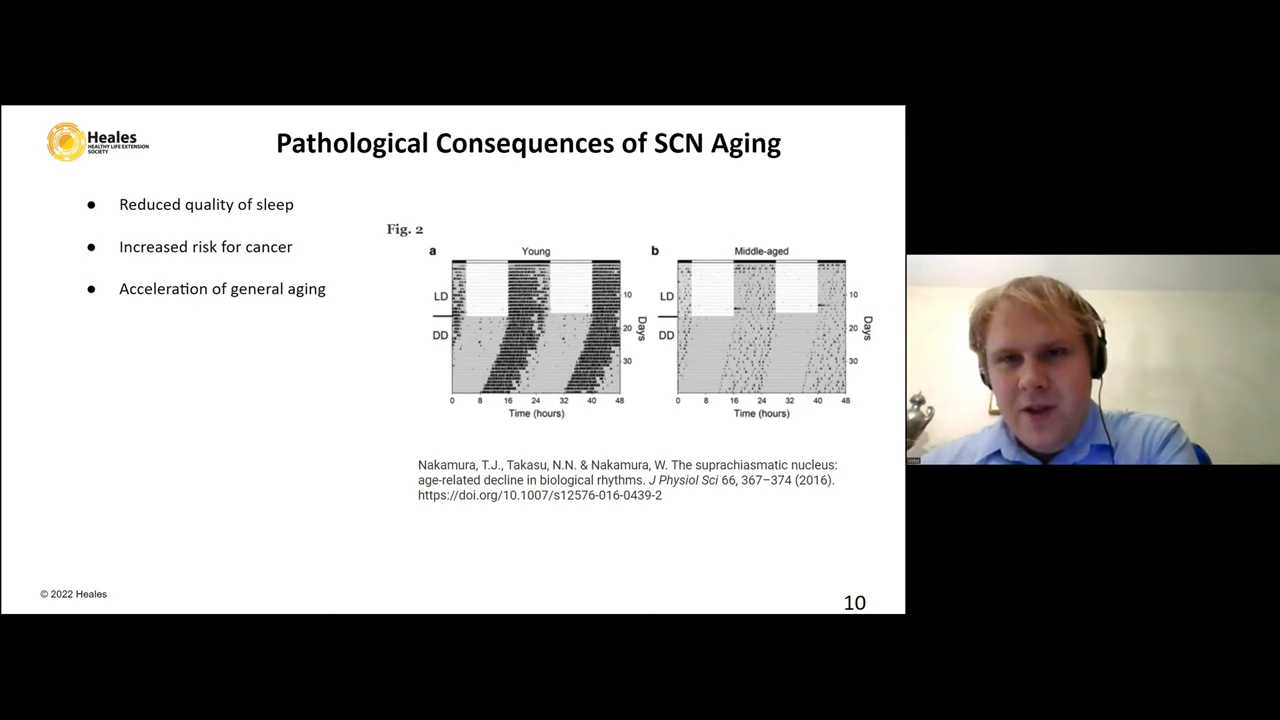 Heales
HEALTHY LIFE EXTENSION
SOCIETY
Pathological Consequences of SCN Aging
● Reduced quality of sleep
● Increased risk for cancer
● Acceleration of general aging
Fig. 2
a Young
LD
DD
10
20
30
Days
0 8 16 24 32 40 48
Time (hours)
b Middle-aged
LD
DD
10
20
30
Days
0 8 16 24 32 40 48
Time (hours)
Nakamura, T.J., Takasu, N.N. & Nakamura, W. The suprachiasmatic nucleus:
age-related decline in biological rhythms. J Physiol Sci 66, 367–374 (2016).
https://doi.org/10.1007/s12576-016-0439-2
© 2022 Heales
10